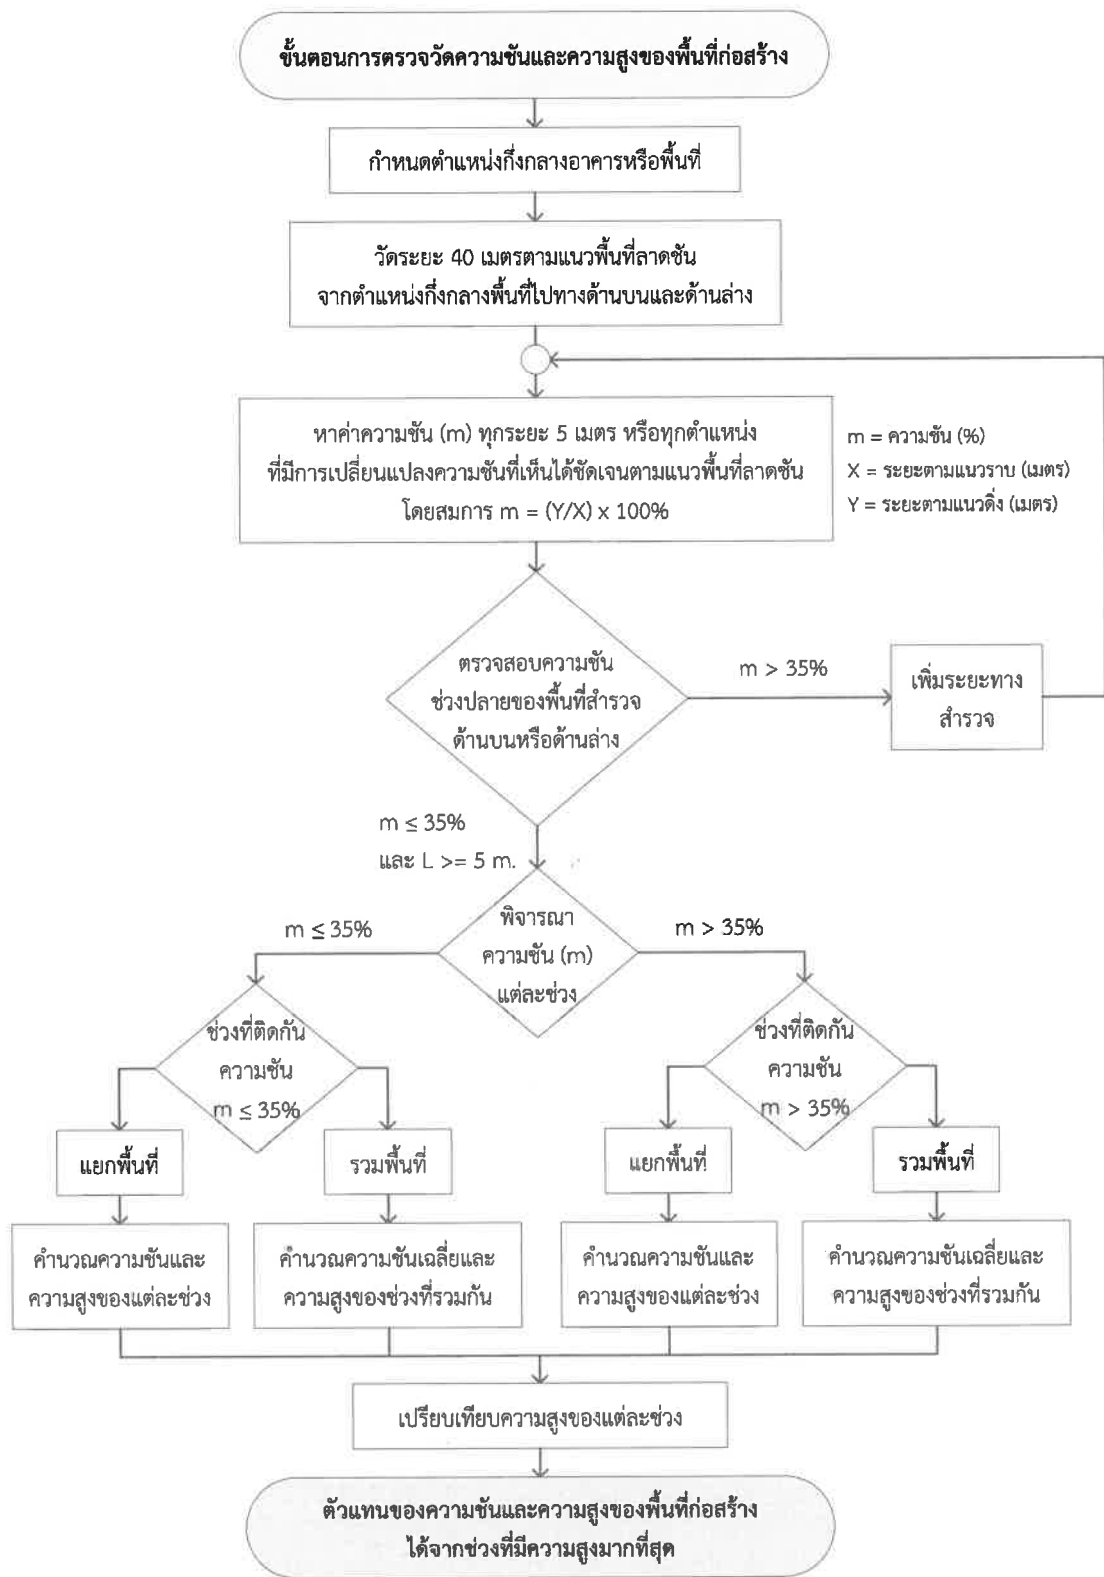 ขั้นตอนการตรวจวัดความชันและความสูงของพื้นที่ก่อสร้าง
กำหนดตำแหน่งกึ่งกลางอาคารหรือพื้นที่
วัดระยะ 40 เมตรตามแนวพื้นที่ลาดชัน
จากตำแหน่งกึ่งกลางพื้นที่ไปทางด้านบนและด้านล่าง
หาค่าความชัน (m) ทุกระยะ 5 เมตร หรือทุกตำแหน่ง
ที่มีการเปลี่ยนแปลงความชันที่เห็นได้ชัดเจนตามแนวพื้นที่ลาดชัน
โดยสมการ m = (Y/X) x 100%
m = ความชัน (%)
X = ระยะตามแนวราบ (เมตร)
Y = ระยะตามแนวดิ่ง (เมตร)
ตรวจสอบความชัน
ช่วงปลายของพื้นที่สำรวจ
ด้านบนหรือด้านล่าง
m > 35%
เพิ่มระยะทาง
สำรวจ
m ≤ 35%
และ L >= 5 m.
พิจารณา
ความชัน (m)
แต่ละช่วง
m ≤ 35%
m > 35%
ช่วงที่ติดกัน
ความชัน
m ≤ 35%
ช่วงที่ติดกัน
ความชัน
m > 35%
แยกพื้นที่
รวมพื้นที่
แยกพื้นที่
รวมพื้นที่
คำนวณความชันและ
ความสูงของแต่ละช่วง
คำนวณความชันเฉลี่ยและ
ความสูงของช่วงที่รวมกัน
คำนวณความชันและ
ความสูงของแต่ละช่วง
คำนวณความชันเฉลี่ยและ
ความสูงของช่วงที่รวมกัน
เปรียบเทียบความสูงของแต่ละช่วง
ตัวแทนของความชันและความสูงของพื้นที่ก่อสร้าง
ได้จากช่วงที่มีความสูงมากที่สุด